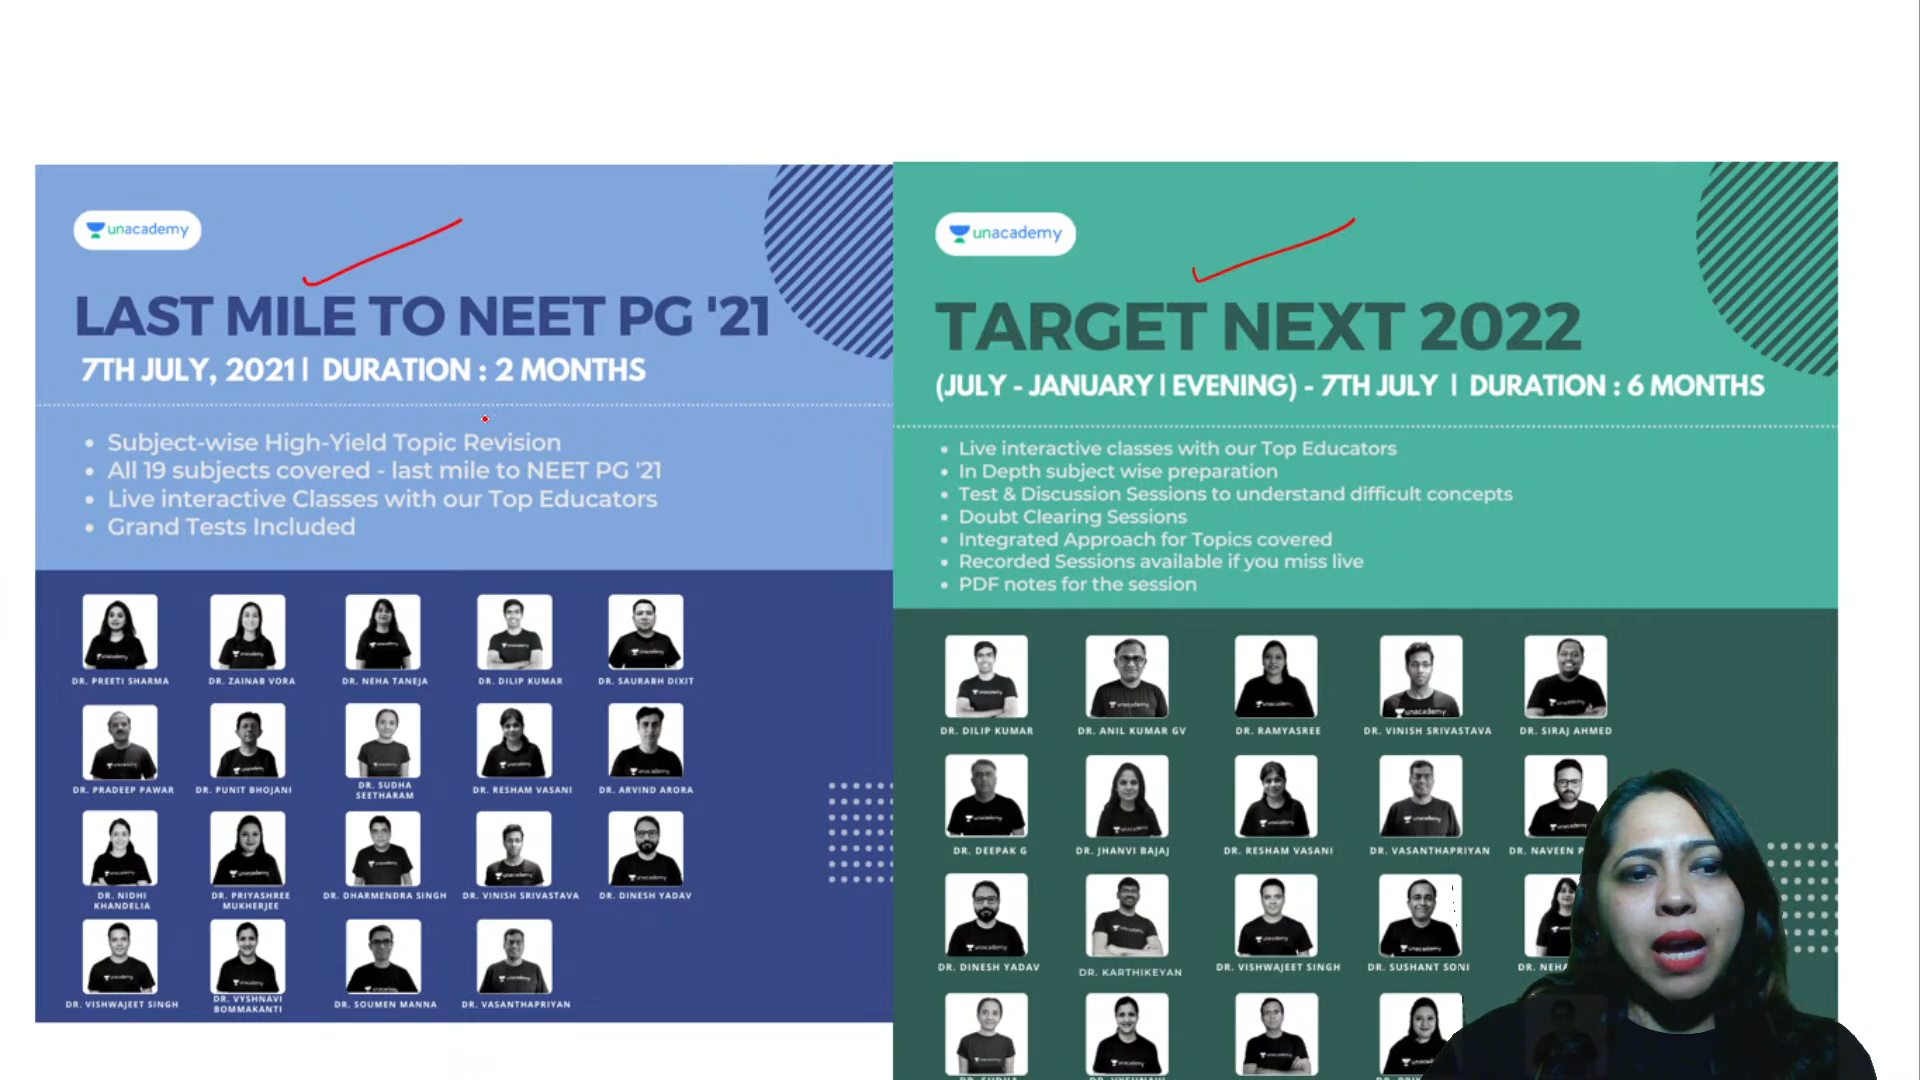 unacademy
LAST MILE TO NEET PG '21
7TH JULY, 2021 | DURATION : 2 MONTHS
Subject-wise High-Yield Topic Revision
All 19 subjects covered - last mile to NEET PG '21
Live interactive Classes with our Top Educators
Grand Tests Included
DR. PREETI SHARMA
DR. ZAINAB VORA
DR. NEHA TANEJA
DR. DILIP KUMAR
DR. SAURABH DIXIT
DR. PRADEEP PAWAR
DR. PUNIT BHOJANI
DR. SUDHA
SEETHARAM
DR. RESHAM VASANI
DR. ARVIND ARORA
DR. NIDHI
KHANDELIA
DR. PRIYASHREE
MUKHERJEE
DR. DHARMENDRA SINGH
DR. VINISH SRIVASTAVA
DR. DINESH YADAV
DR. VISHWAJEET SINGH
DR. VYSHNAVI
BOMMAKANTI
DR. SOUMEN MANNA
DR. VASANTHAPRIYAN
unacademy
TARGET NEXT 2022
(JULY - JANUARY | EVENING) - 7TH JULY | DURATION : 6 MONTHS
Live interactive classes with our Top Educators
In Depth subject wise preparation
Test & Discussion Sessions to understand difficult concepts
Doubt Clearing Sessions
Integrated Approach for Topics covered
Recorded Sessions available if you miss live
PDF notes for the session
DR. DILIP KUMAR
DR. ANIL KUMAR GV
DR. RAMYASREE
DR. VINISH SRIVASTAVA
DR. SIRAJ AHMED
DR. DEEPAK G
DR. JHANVI BAJAJ
DR. RESHAM VASANI
DR. VASANTHAPRIYAN
DR. NAVEEN
DR. DINESH YADAV
DR. KARTHIKEYAN
DR. VISHWAJEET SINGH
DR. SUSHANT SONI
DR. NEHA